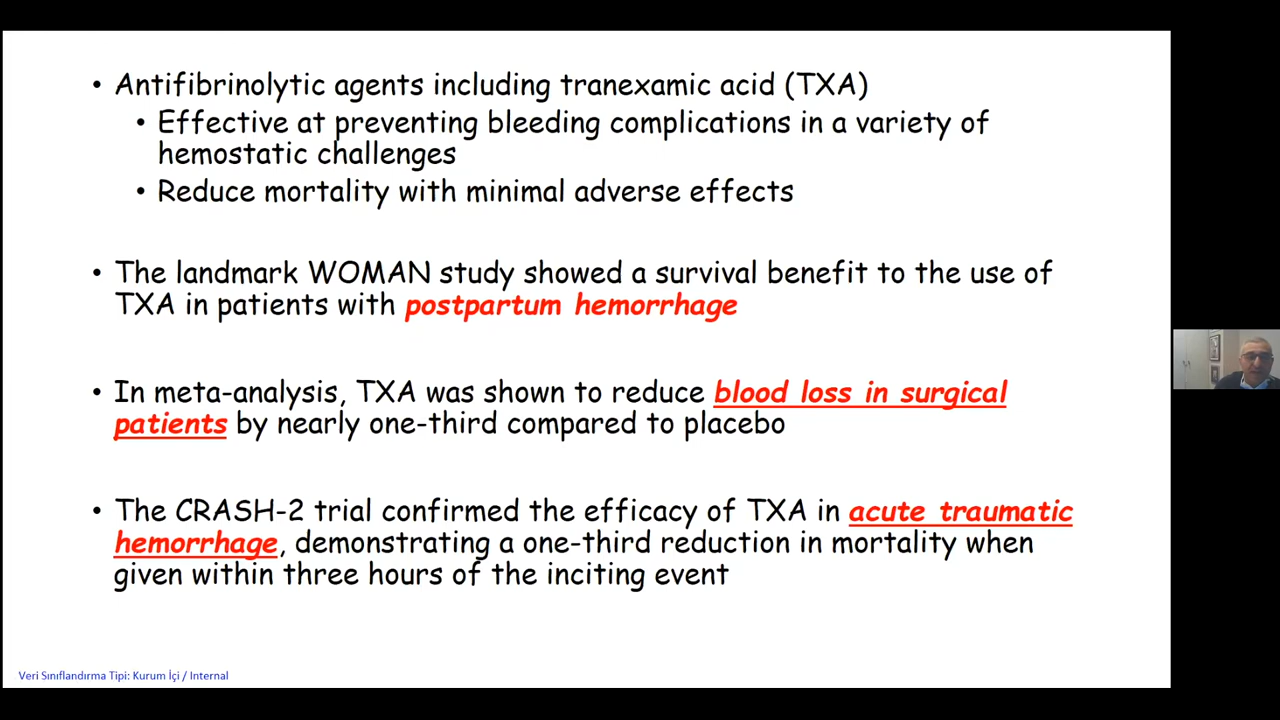 • Antifibrinolytic agents including tranexamic acid (TXA)
• Effective at preventing bleeding complications in a variety of
hemostatic challenges
• Reduce mortality with minimal adverse effects
• The landmark WOMAN study showed a survival benefit to the use of
TXA in patients with postpartum hemorrhage
• In meta-analysis, TXA was shown to reduce blood loss in surgical
patients by nearly one-third compared to placebo
• The CRASH-2 trial confirmed the efficacy of TXA in acute traumatic
hemorrhage, demonstrating a one-third reduction in mortality when
given within three hours of the inciting event
Veri Sınıflandırma Tipi: Kurum İçi / Internal